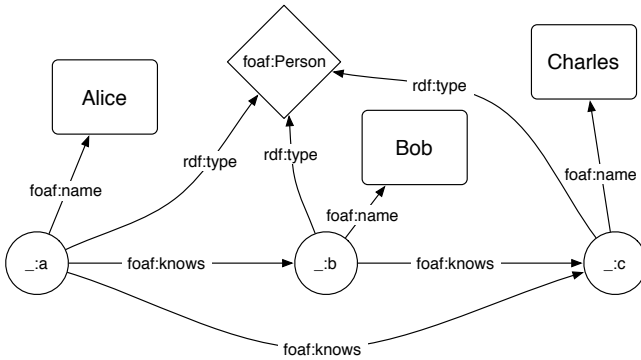 foaf:Person
Charles
Alice
rdf:type
Bob
rdf:type
rdf:type
foaf:name
foaf:name
foaf:name
_:a
foaf:knows
_:b
foaf:knows
_:c
foaf:knows